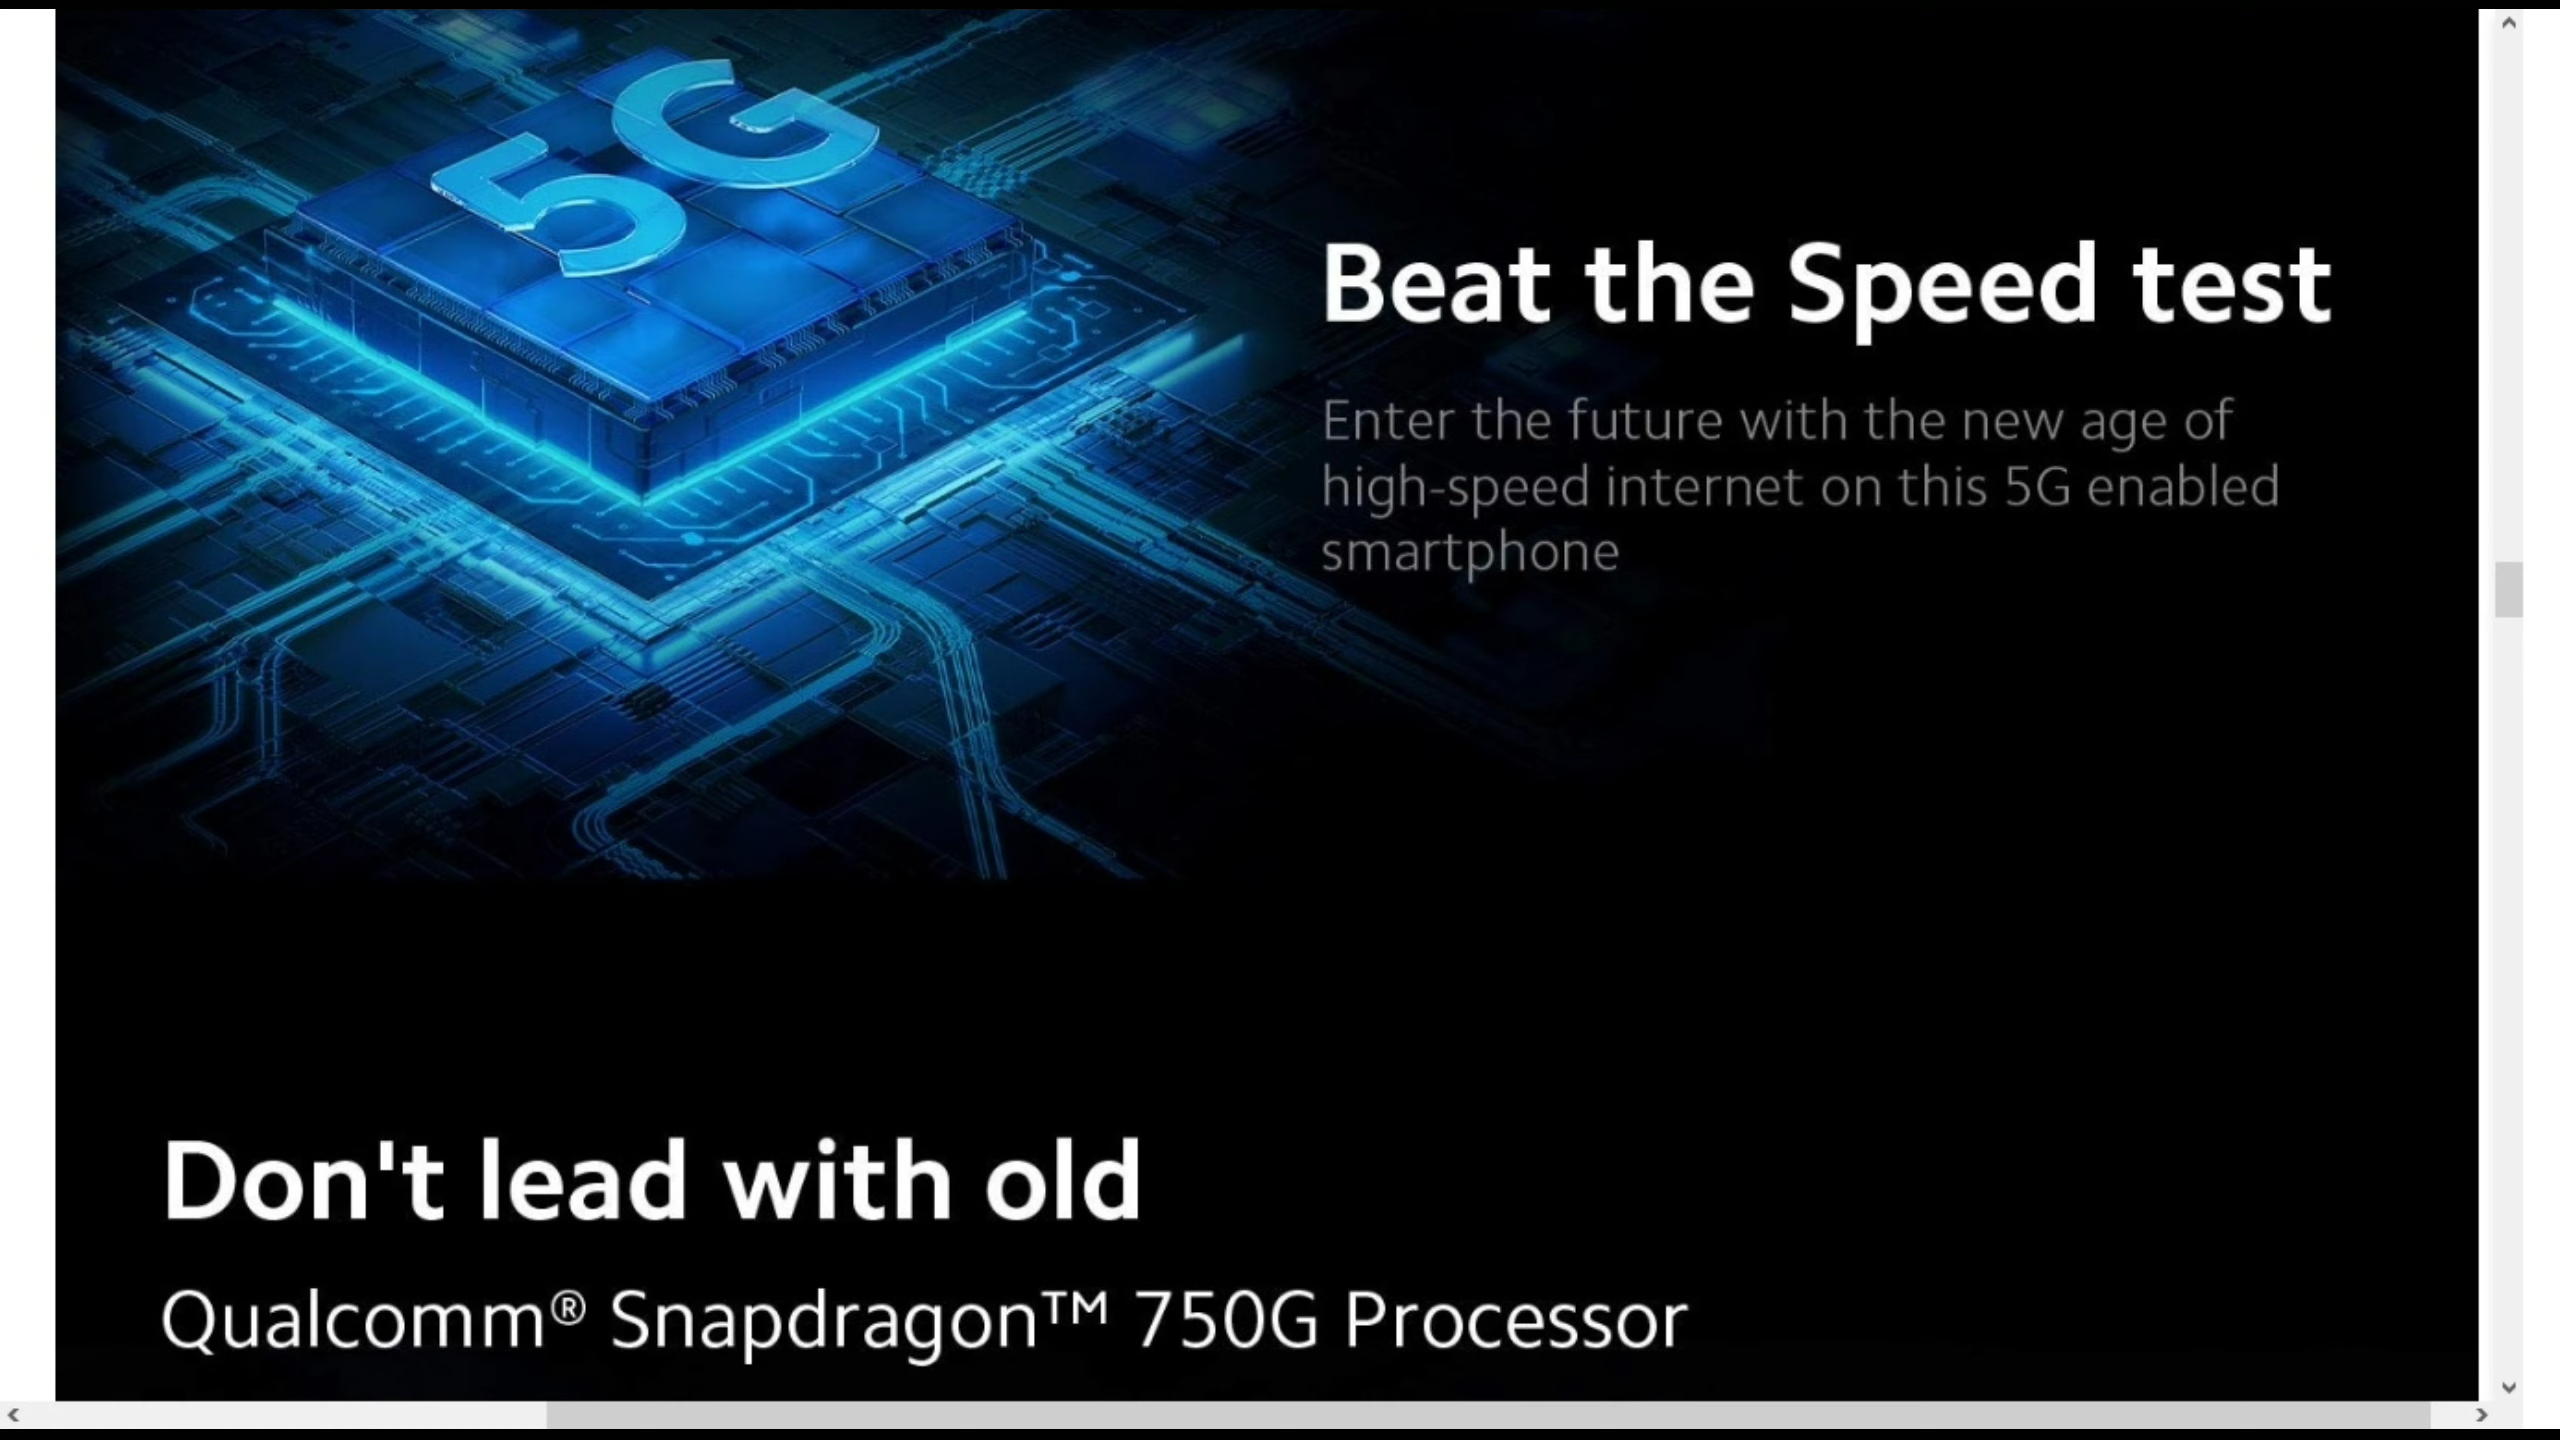 5G
Beat the Speed test
Enter the future with the new age of
high-speed internet on this 5G enabled
smartphone
Don't lead with old
Qualcomm® Snapdragon™ 750G Processor